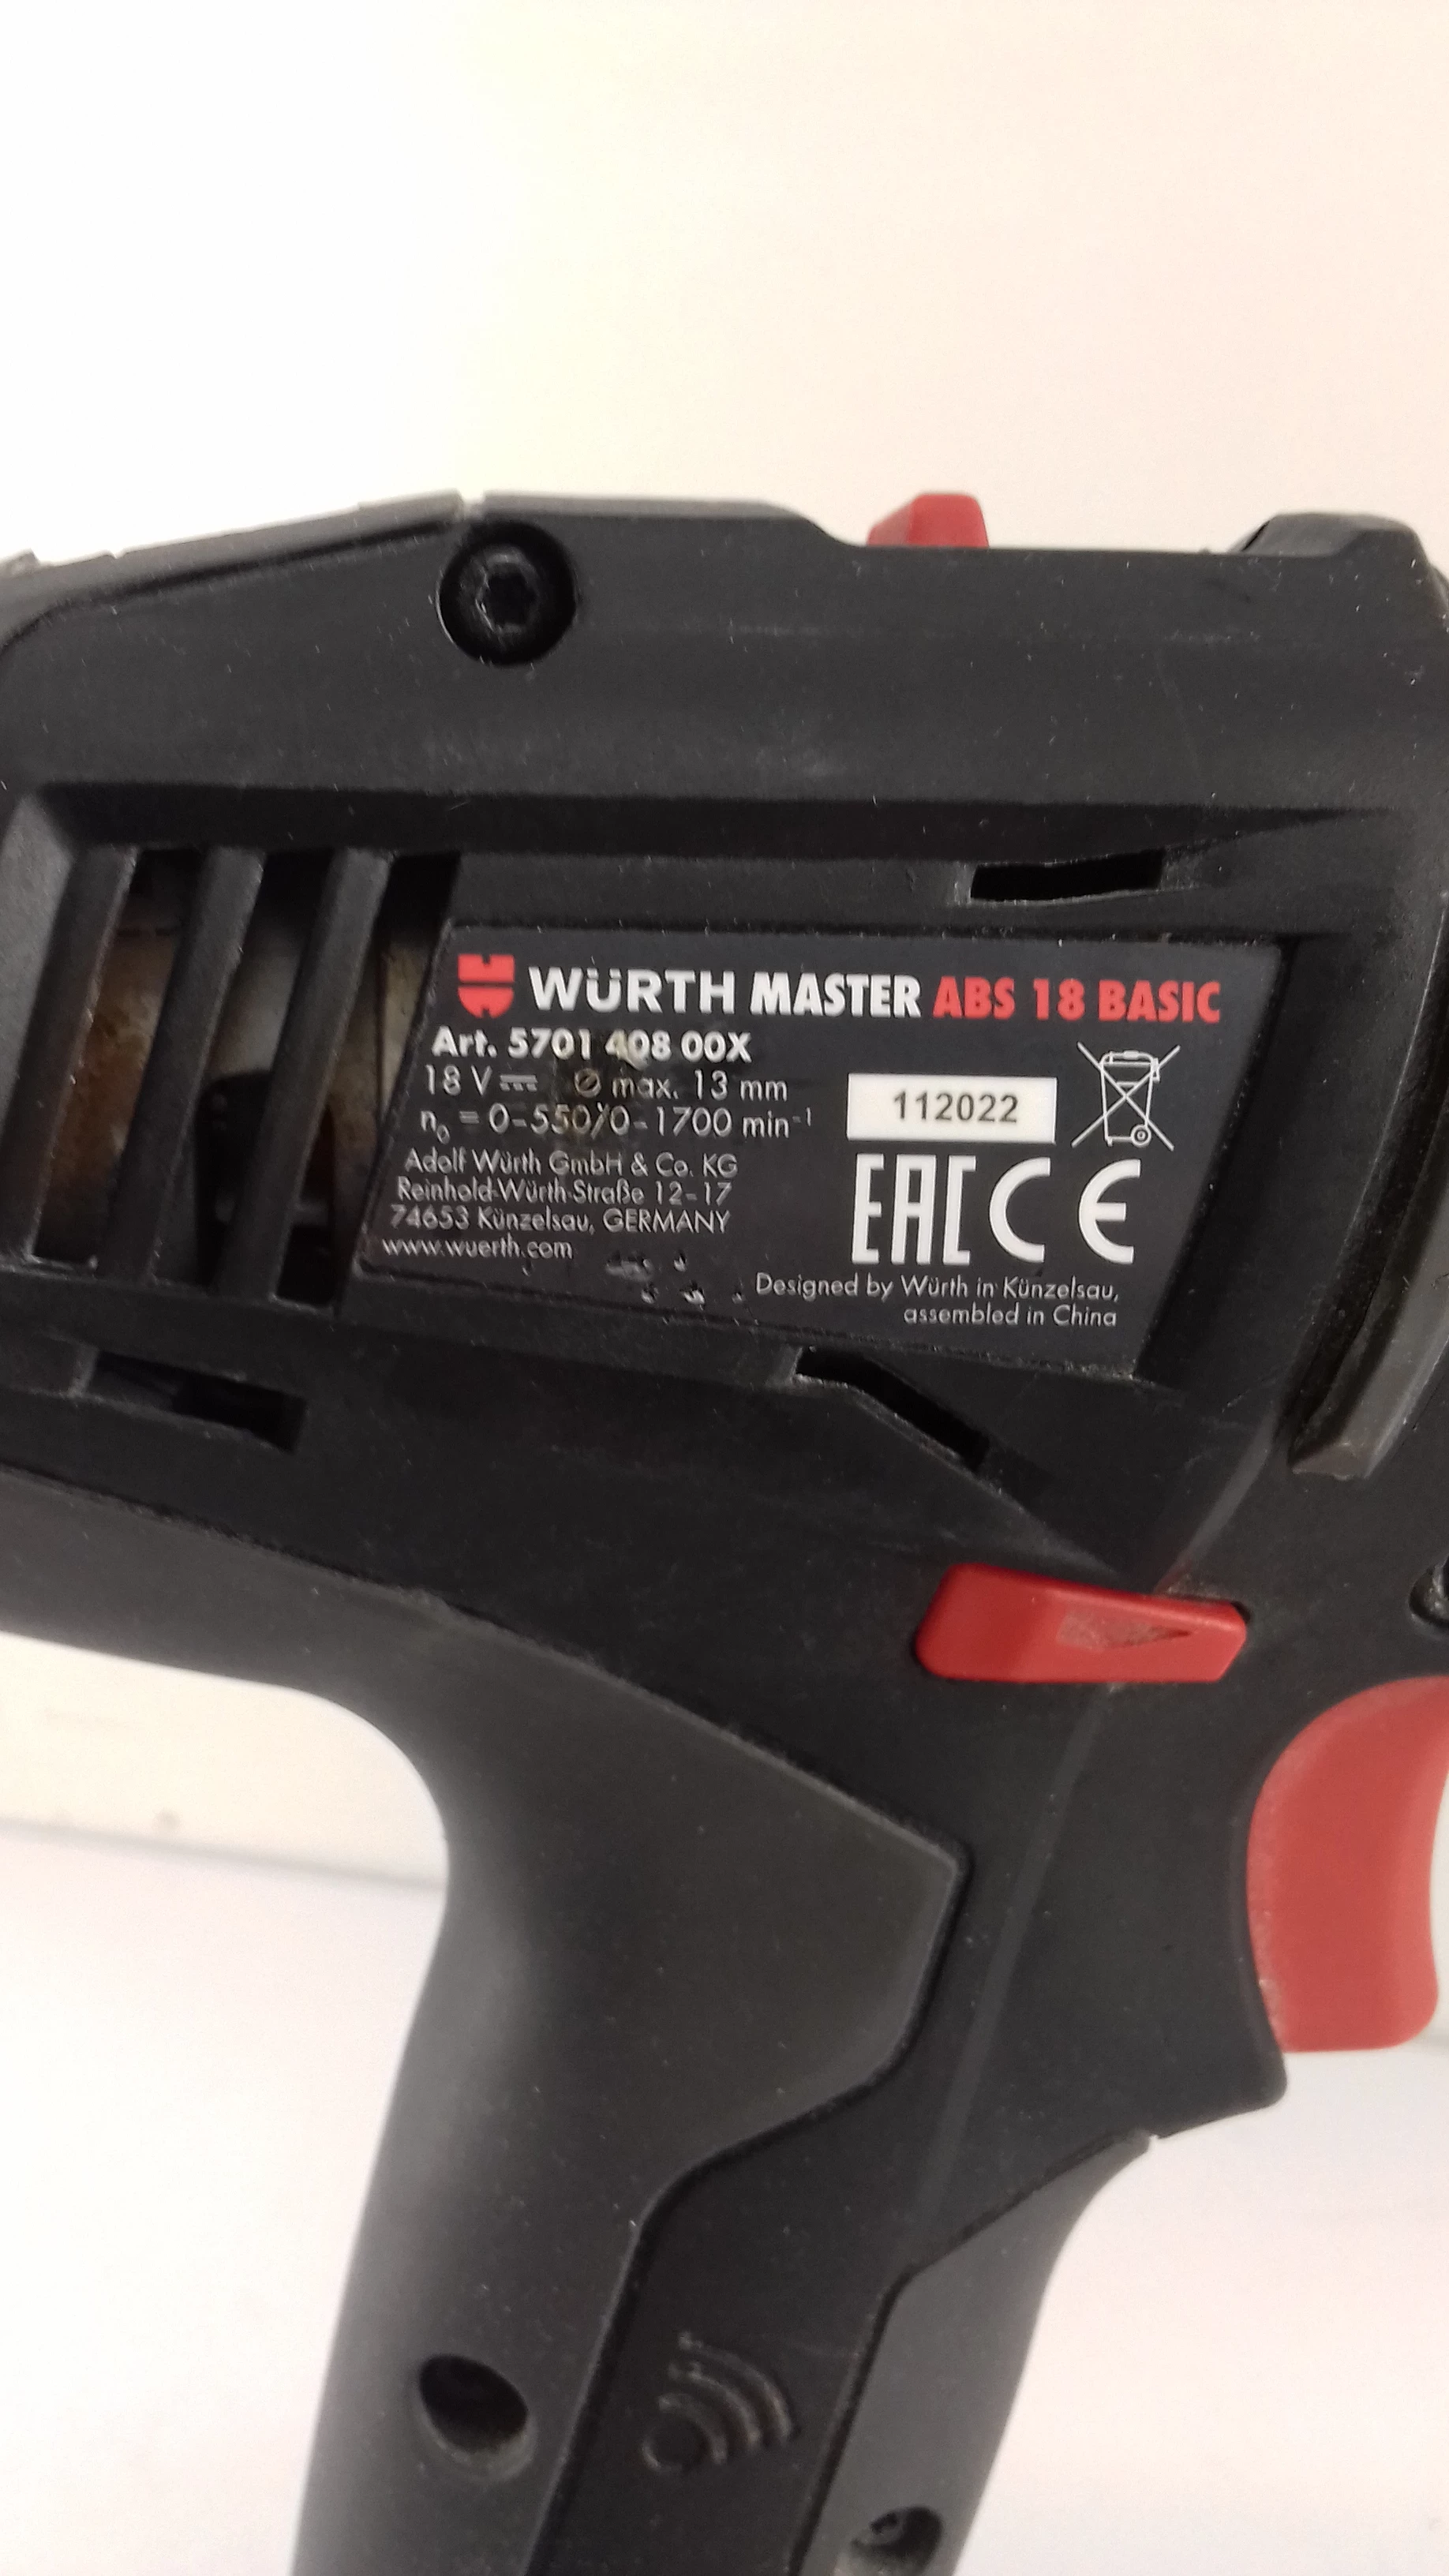 WÜRTH MASTER ABS 18 BASIC
Art. 5701 408 00X
18 V ⎓ Ø max. 13 mm
n₀ = 0-550/0-1700 min⁻¹
112022
Adolf Würth GmbH & Co. KG
Reinhold-Würth-Straße 12-17
74653 Künzelsau, GERMANY
www.wuerth.com
EAC CE
Designed by Würth in Künzelsau,
assembled in China